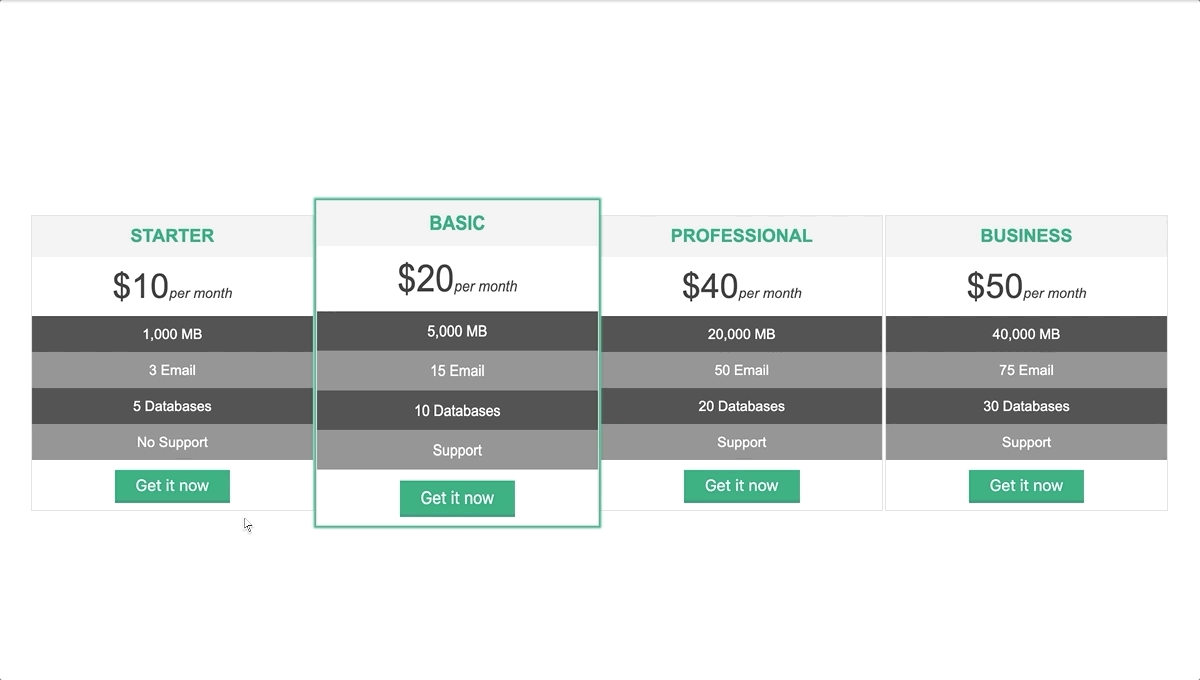 STARTER
$10per month
1,000 MB
3 Email
5 Databases
No Support
Get it now
BASIC
$20per month
5,000 MB
15 Email
10 Databases
Support
Get it now
PROFESSIONAL
$40per month
20,000 MB
50 Email
20 Databases
Support
Get it now
BUSINESS
$50per month
40,000 MB
75 Email
30 Databases
Support
Get it now